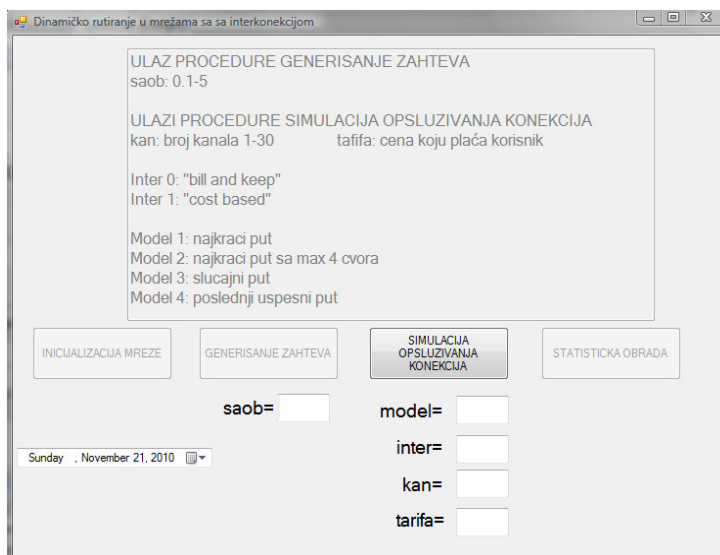 Dinamičko rutiranje u mrežama sa sa interkonekcijom
ULAZ PROCEDURE GENERISANJE ZAHTEVA
saob: 0.1-5
ULAZI PROCEDURE SIMULACIJA OPSLUZIVANJA KONEKCIJA
kan: broj kanala 1-30 tafifa: cena koju plaća korisnik
Inter 0: "bill and keep"
Inter 1: "cost based"
Model 1: najkraci put
Model 2: najkraci put sa max 4 cvora
Model 3: slucajni put
Model 4: poslednji uspesni put
INICIJALIZACIJA MREZE
GENERISANJE ZAHTEVA
SIMULACIJA
OPSLUZIVANJA
KONEKCIJA
STATISTICKA OBRADA
saob=
model=
Sunday , November 21, 2010
inter=
kan=
tarifa=